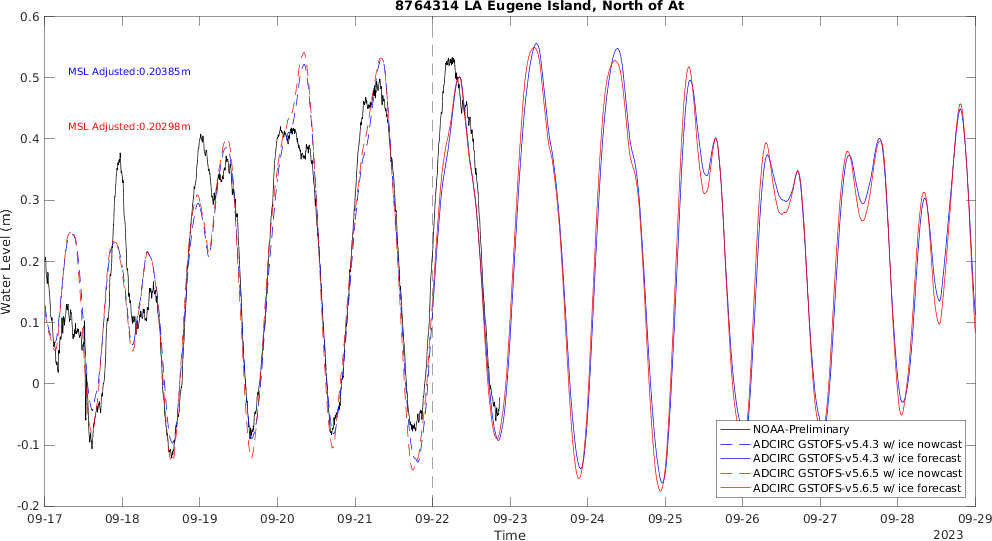 8764314 LA Eugene Island, North of At
0.6
0.5
0.4
0.3
0.2
0.1
0
-0.1
-0.2
Water Level (m)
MSL Adjusted:0.20385m
MSL Adjusted:0.20298m
NOAA-Preliminary
ADCIRC GSTOFS-v5.4.3 w/ ice nowcast
ADCIRC GSTOFS-v5.4.3 w/ ice forecast
ADCIRC GSTOFS-v5.6.5 w/ ice nowcast
ADCIRC GSTOFS-v5.6.5 w/ ice forecast
09-17 09-18 09-19 09-20 09-21 09-22 09-23 09-24 09-25 09-26 09-27 09-28 09-29
Time
2023